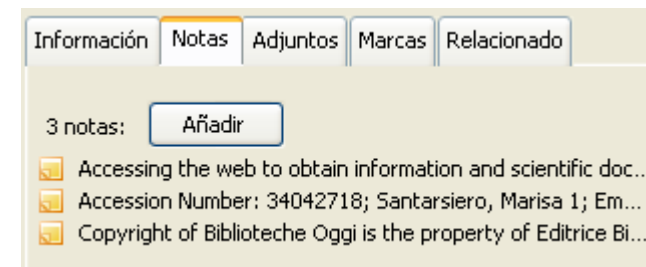 Información Notas Adjuntos Marcas Relacionado
3 notas: Añadir
Accessing the web to obtain information and scientific doc...
Accession Number: 34042718; Santarsiero, Marisa 1; Em...
Copyright of Biblioteche Oggi is the property of Editrice Bi...